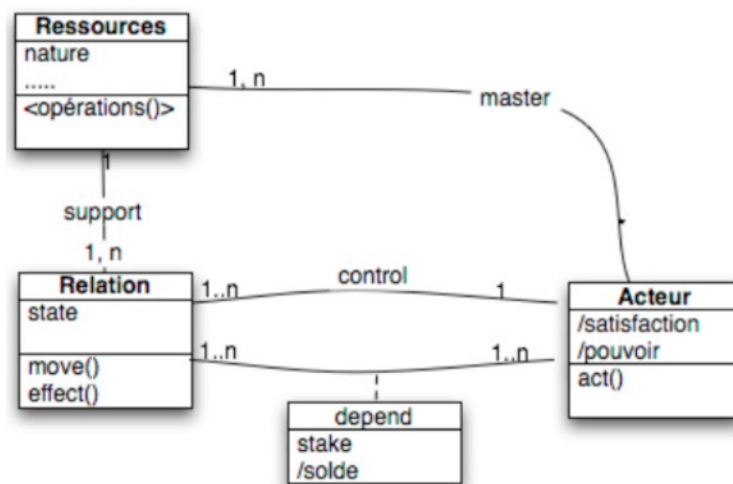 Ressources
nature
.....
<opérations()>
1, n
master
*
1
support
1, n
Relation
state
move()
effect()
1..n
control
1
1..n
1..n
Acteur
/satisfaction
/pouvoir
act()
depend
stake
/solde